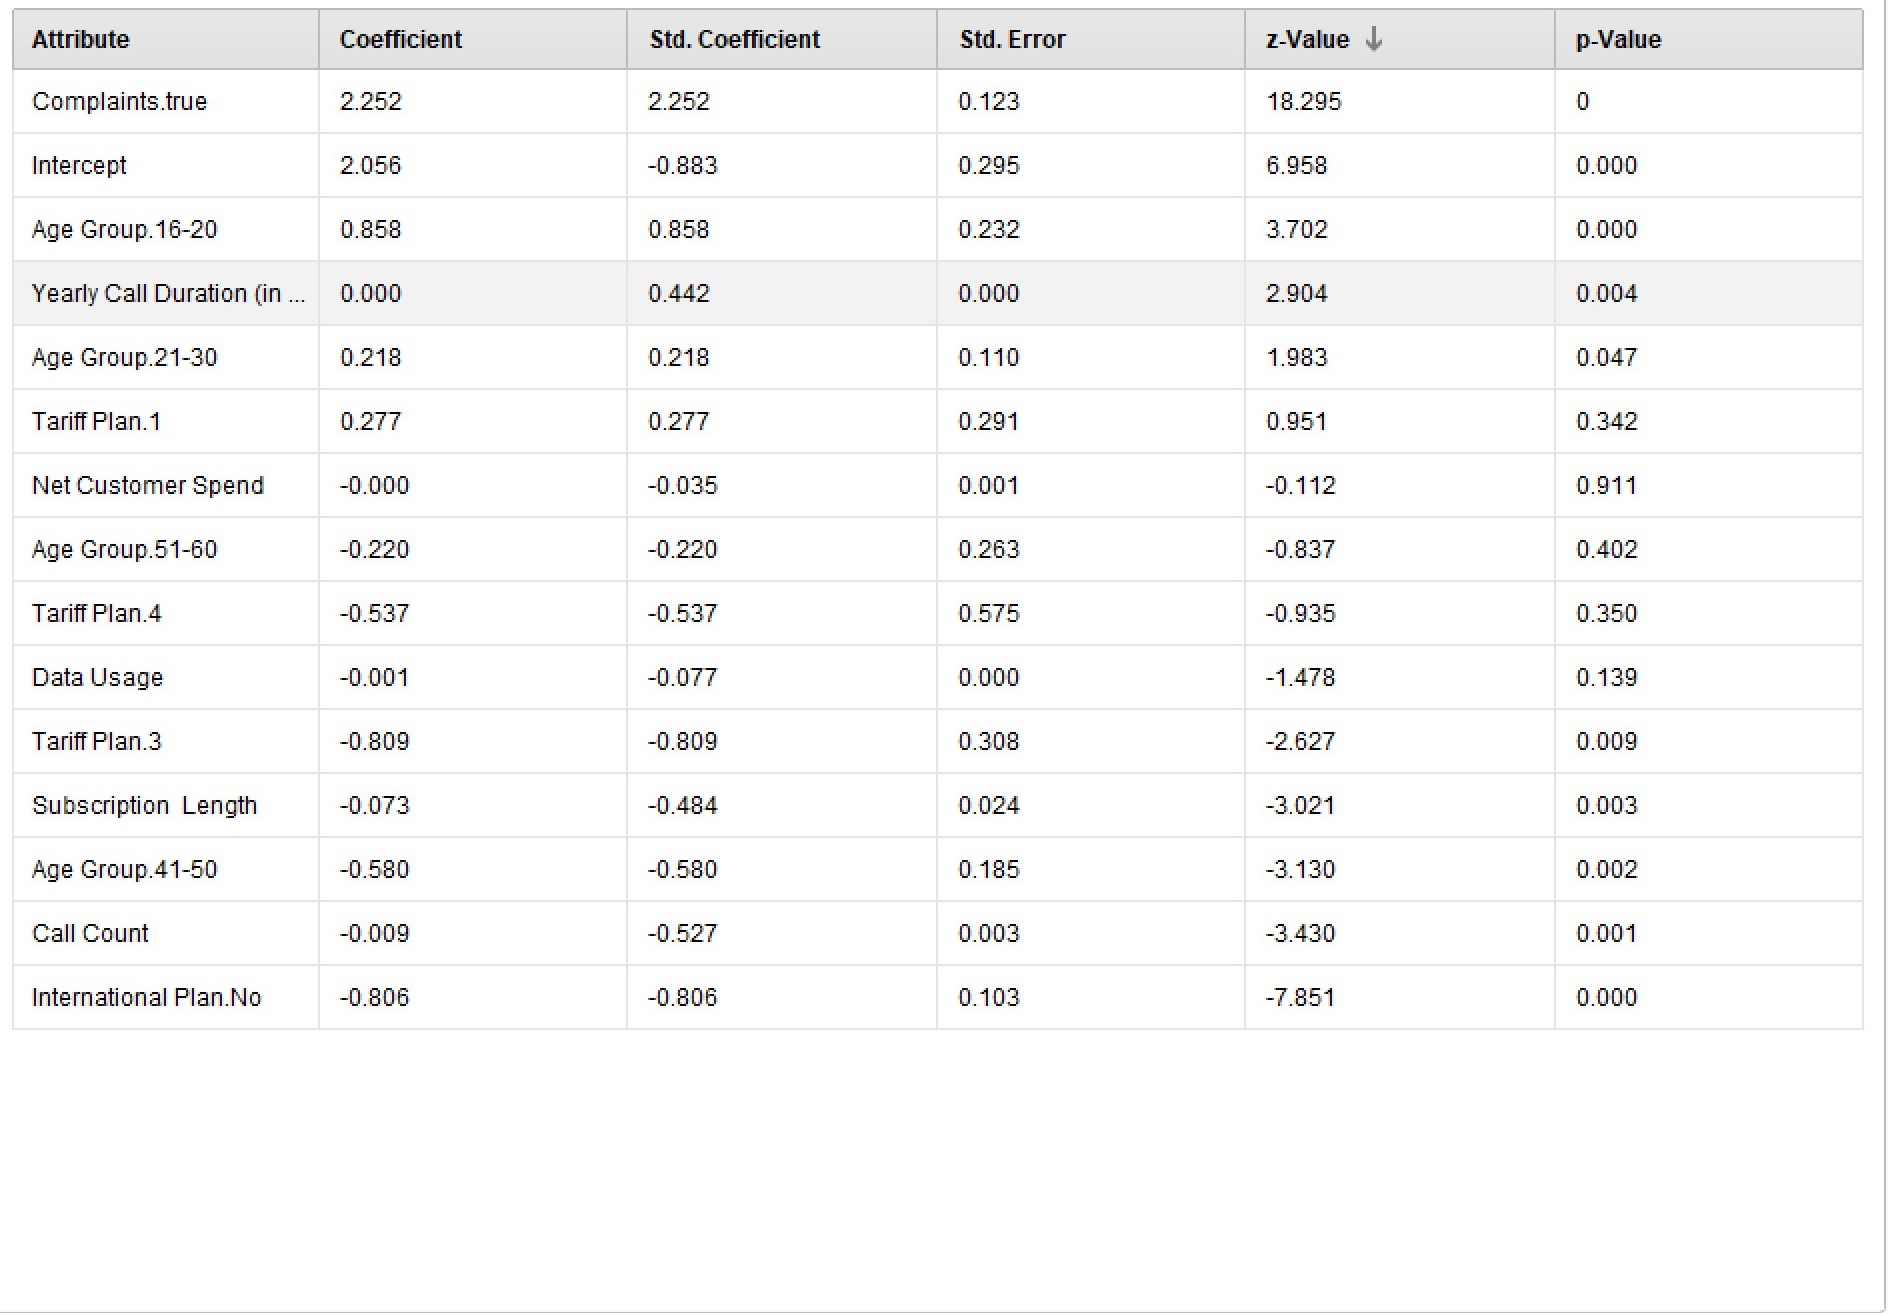 Attribute Coefficient Std. Coefficient Std. Error z-Value ↓ p-Value
Complaints.true 2.252 2.252 0.123 18.295 0
Intercept 2.056 -0.883 0.295 6.958 0.000
Age Group.16-20 0.858 0.858 0.232 3.702 0.000
Yearly Call Duration (in ... 0.000 0.442 0.000 2.904 0.004
Age Group.21-30 0.218 0.218 0.110 1.983 0.047
Tariff Plan.1 0.277 0.277 0.291 0.951 0.342
Net Customer Spend -0.000 -0.035 0.001 -0.112 0.911
Age Group.51-60 -0.220 -0.220 0.263 -0.837 0.402
Tariff Plan.4 -0.537 -0.537 0.575 -0.935 0.350
Data Usage -0.001 -0.077 0.000 -1.478 0.139
Tariff Plan.3 -0.809 -0.809 0.308 -2.627 0.009
Subscription  Length -0.073 -0.484 0.024 -3.021 0.003
Age Group.41-50 -0.580 -0.580 0.185 -3.130 0.002
Call Count -0.009 -0.527 0.003 -3.430 0.001
International Plan.No -0.806 -0.806 0.103 -7.851 0.000